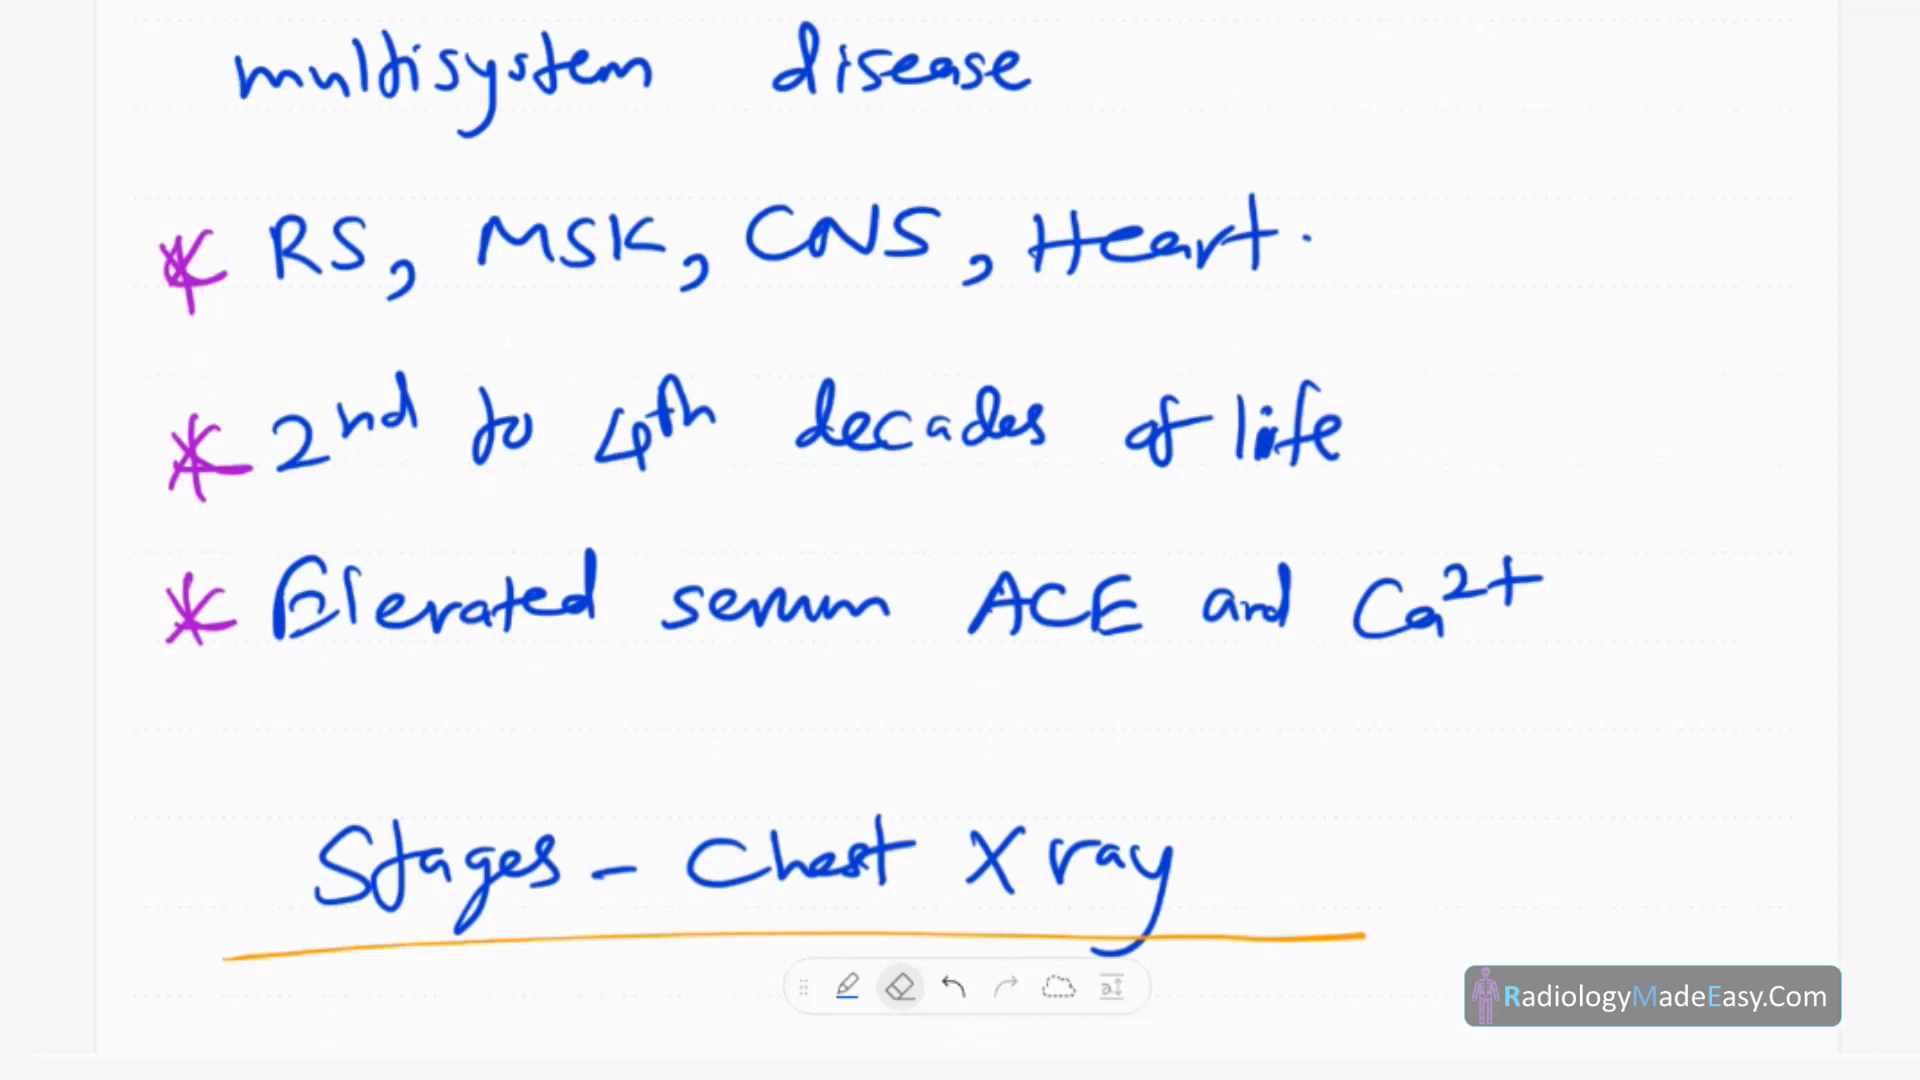 multisystem disease
* RS, MSK, CNS, Heart.
* 2nd to 4th decades of life
* Elevated serum ACE and Ca2+
Stages - Chest X ray
RadiologyMadeEasy.Com